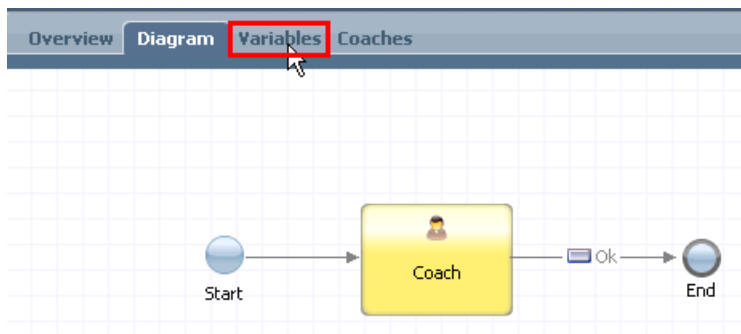 Overview Diagram Variables Coaches
Coach
Ok
Start
End